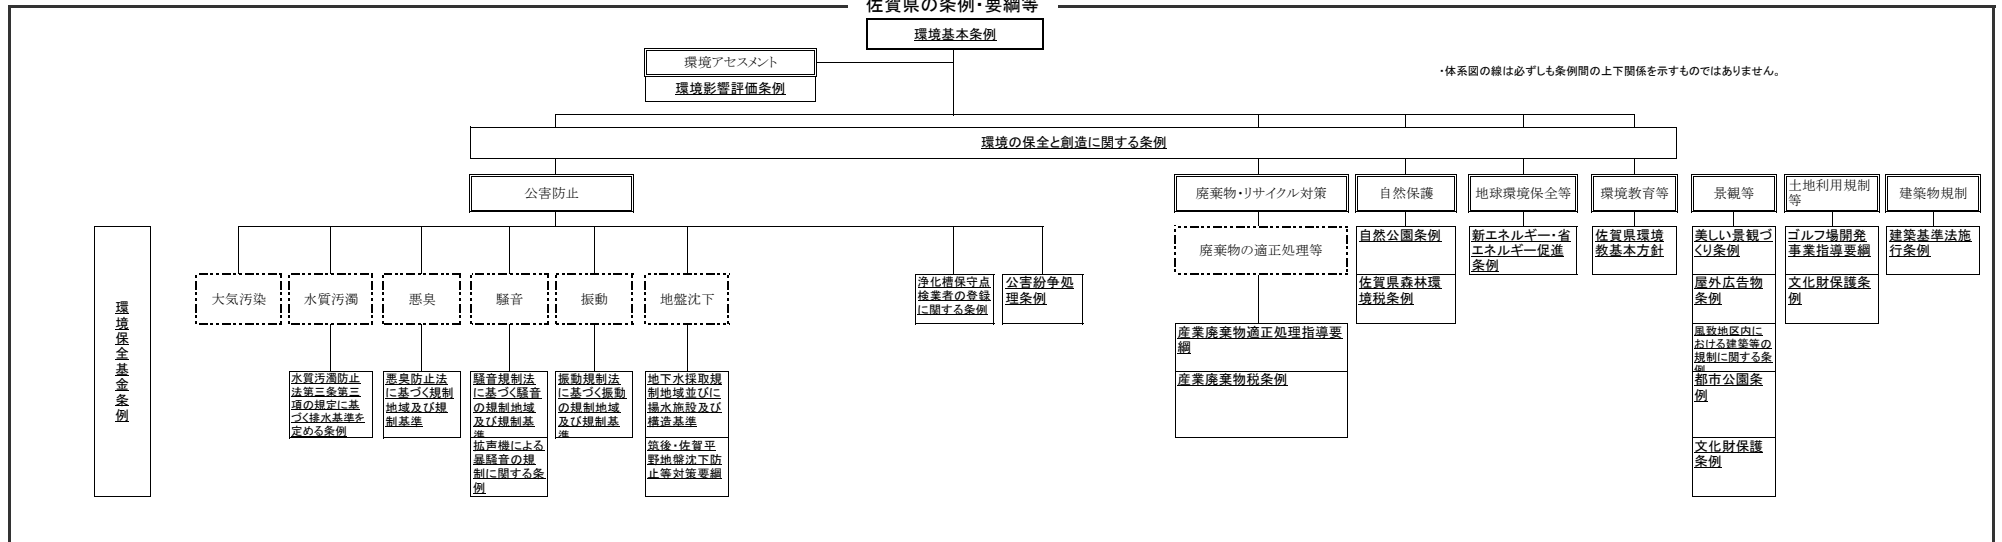 佐賀県の条例・要綱等
環境基本条例
環境アセスメント
環境影響評価条例
・体系図の線は必ずしも条例間の上下関係を示すものではありません。
環境の保全と創造に関する条例
公害防止
廃棄物・リサイクル対策
自然保護
地球環境保全等
環境教育等
景観等
土地利用規制
等
建築物規制
環境保全基金条例
大気汚染
水質汚濁
悪臭
騒音
振動
地盤沈下
浄化槽保守点
検業者の登録
に関する条例
公害紛争処
理条例
廃棄物の適正処理等
自然公園条例
佐賀県森林環
境税条例
新エネルギー・省
エネルギー促進
条例
佐賀県環境
教基本方針
美しい景観づ
くり条例
屋外広告物
条例
風致地区内に
おける建築等の
規制に関する条
例
都市公園条
例
文化財保護
条例
ゴルフ場開発
事業指導要綱
文化財保護条
例
建築基準法施
行条例
産業廃棄物適正処理指導要
綱
産業廃棄物税条例
水質汚濁防止
法第三条第三
項の規定に基
づく排水基準を
定める条例
悪臭防止法
に基づく規制
地域及び規
制基準
騒音規制法
に基づく騒音
の規制地域
及び規制基
準
拡声機による
暴騒音の規
制に関する条
例
振動規制法
に基づく振動
の規制地域
及び規制基
準
地下水採取規
制地域並びに
揚水施設及び
構造基準
筑後・佐賀平
野地盤沈下防
止等対策要綱